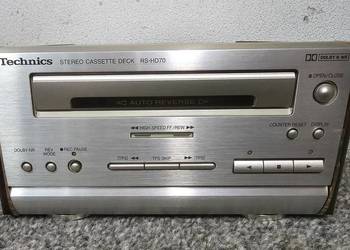 Technics STEREO CASSETTE DECK RS-HD70
DOLBY B NR
OPEN/CLOSE
AC AUTO REVERSE
HIGH SPEED FF / REW
COUNTER RESET DISPLAY
DOLBY NR REV MODE REC PAUSE
TPS SKIP